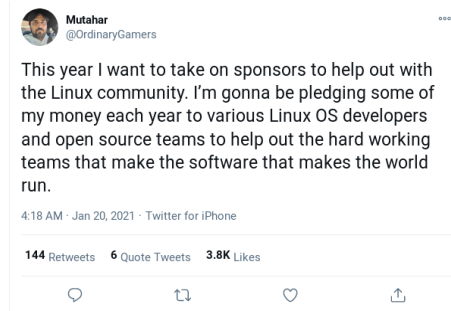 Mutahar
@OrdinaryGamers
This year I want to take on sponsors to help out with
the Linux community. I’m gonna be pledging some of
my money each year to various Linux OS developers
and open source teams to help out the hard working
teams that make the software that makes the world
run.
4:18 AM · Jan 20, 2021 · Twitter for iPhone
144 Retweets 6 Quote Tweets 3.8K Likes